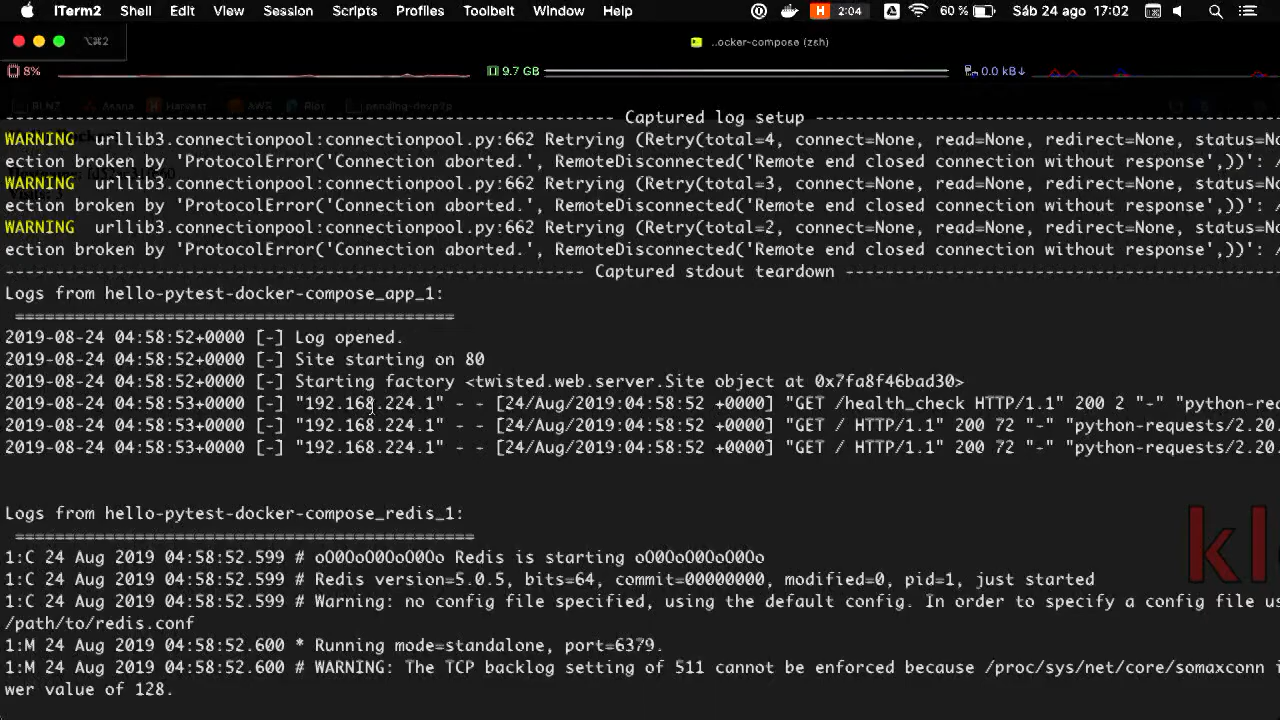 iTerm2 Shell Edit View Session Scripts Profiles Toolbelt Window Help H 2:04 60 % Sáb 24 ago 17:02
⌥⌘2
..ocker-compose (zsh)
8% 9.7 GB 0.0 kB↓
Asana Harvest AWS Rios pending-devp2p
---------------------------------------------------------- Captured log setup -----------------------------------------------
WARNING  urllib3.connectionpool:connectionpool.py:662 Retrying (Retry(total=4, connect=None, read=None, redirect=None, status=No
ection broken by 'ProtocolError('Connection aborted.', RemoteDisconnected('Remote end closed connection without response',))': /
WARNING  urllib3.connectionpool:connectionpool.py:662 Retrying (Retry(total=3, connect=None, read=None, redirect=None, status=No
ection broken by 'ProtocolError('Connection aborted.', RemoteDisconnected('Remote end closed connection without response',))': /
WARNING  urllib3.connectionpool:connectionpool.py:662 Retrying (Retry(total=2, connect=None, read=None, redirect=None, status=No
ection broken by 'ProtocolError('Connection aborted.', RemoteDisconnected('Remote end closed connection without response',))': /
---------------------------------------------------------- Captured stdout teardown --------------------------------------------
Logs from hello-pytest-docker-compose_app_1:
============================================
2019-08-24 04:58:52+0000 [-] Log opened.
2019-08-24 04:58:52+0000 [-] Site starting on 80
2019-08-24 04:58:52+0000 [-] Starting factory <twisted.web.server.Site object at 0x7fa8f46bad30>
2019-08-24 04:58:53+0000 [-] "192.168.224.1" - - [24/Aug/2019:04:58:52 +0000] "GET /health_check HTTP/1.1" 200 2 "-" "python-req
2019-08-24 04:58:53+0000 [-] "192.168.224.1" - - [24/Aug/2019:04:58:52 +0000] "GET / HTTP/1.1" 200 72 "-" "python-requests/2.20.
2019-08-24 04:58:53+0000 [-] "192.168.224.1" - - [24/Aug/2019:04:58:52 +0000] "GET / HTTP/1.1" 200 72 "-" "python-requests/2.20.
Logs from hello-pytest-docker-compose_redis_1:
==============================================
1:C 24 Aug 2019 04:58:52.599 # oO0OoO0OoO0Oo Redis is starting oO0OoO0OoO0Oo
1:C 24 Aug 2019 04:58:52.599 # Redis version=5.0.5, bits=64, commit=00000000, modified=0, pid=1, just started
1:C 24 Aug 2019 04:58:52.599 # Warning: no config file specified, using the default config. In order to specify a config file us
/path/to/redis.conf
1:M 24 Aug 2019 04:58:52.600 * Running mode=standalone, port=6379.
1:M 24 Aug 2019 04:58:52.600 # WARNING: The TCP backlog setting of 511 cannot be enforced because /proc/sys/net/core/somaxconn i
wer value of 128.
kl